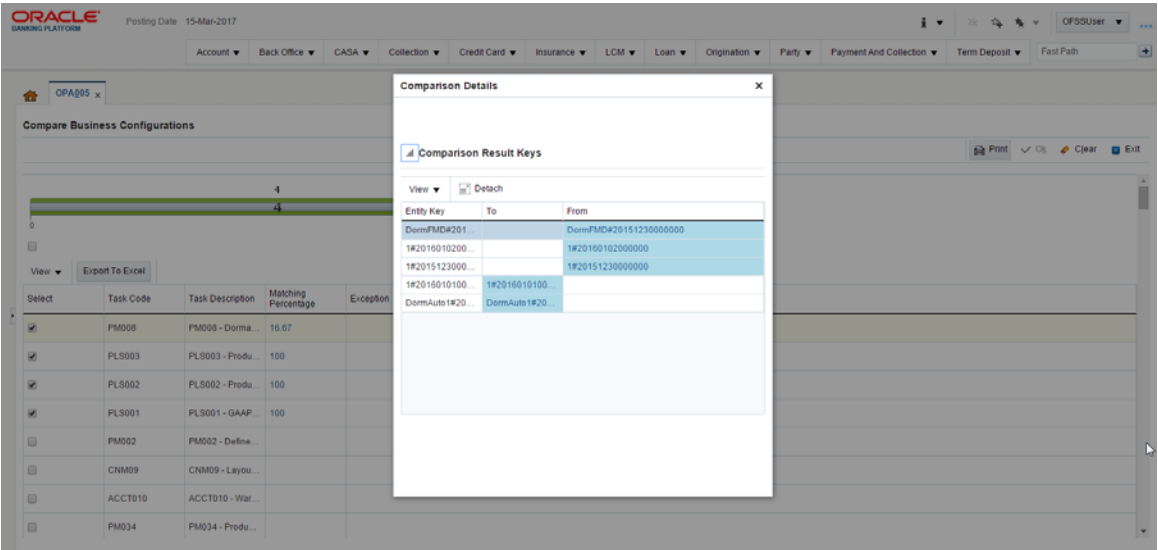 ORACLE
BANKING PLATFORM
Posting Date 15-Mar-2017
OFSSUser
Account Back Office CASA Collection Credit Card Insurance LCM Loan Origination Party Payment And Collection Term Deposit Fast Path
OPA005 x
Compare Business Configurations
Print Ok Clear Exit
4
4
0
View Export To Excel
Select Task Code Task Description Matching Percentage Exception
PM008 PM008 - Dorma... 16.67
PLS003 PLS003 - Produ... 100
PLS002 PLS002 - Produ... 100
PLS001 PLS001 - GAAP... 100
PM002 PM002 - Define...
CNM09 CNM09 - Layou...
ACCT010 ACCT010 - War...
PM034 PM034 - Produ...
Comparison Details x
Comparison Result Keys
View Detach
Entity Key To From
DormFMD#201... DormFMD#20151230000000
1#2016010200... 1#20160102000000
1#2015123000... 1#20151230000000
1#2016010100... 1#2016010100...
DormAuto1#20... DormAuto1#20...